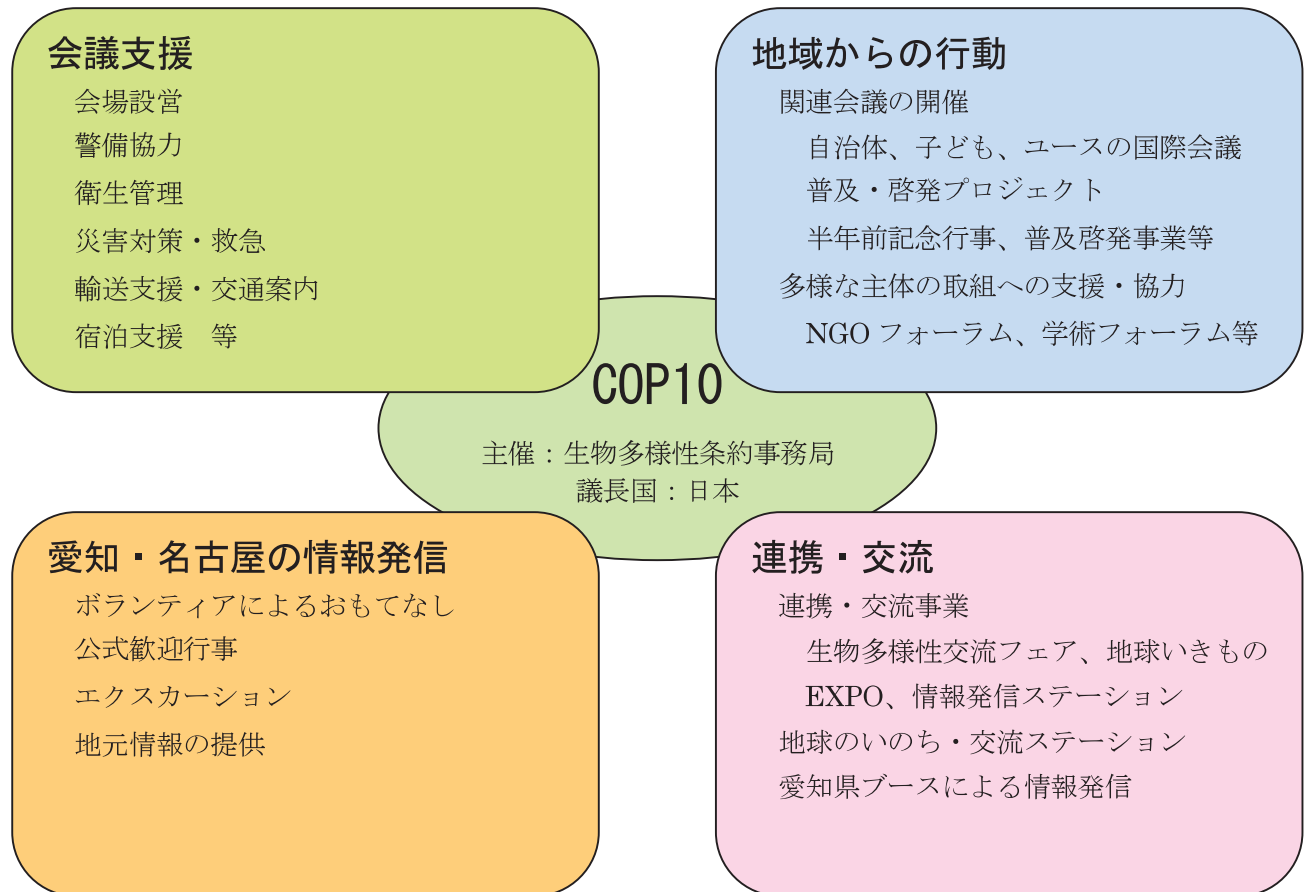 会議支援
会場設営
警備協力
衛生管理
災害対策・救急
輸送支援・交通案内
宿泊支援　等
地域からの行動
関連会議の開催
自治体、子ども、ユースの国際会議
普及・啓発プロジェクト
半年前記念行事、普及啓発事業等
多様な主体の取組への支援・協力
NGO フォーラム、学術フォーラム等
COP10
主催：生物多様性条約事務局
議長国：日本
愛知・名古屋の情報発信
ボランティアによるおもてなし
公式歓迎行事
エクスカーション
地元情報の提供
連携・交流
連携・交流事業
生物多様性交流フェア、地球いきもの
EXPO、情報発信ステーション
地球のいのち・交流ステーション
愛知県ブースによる情報発信